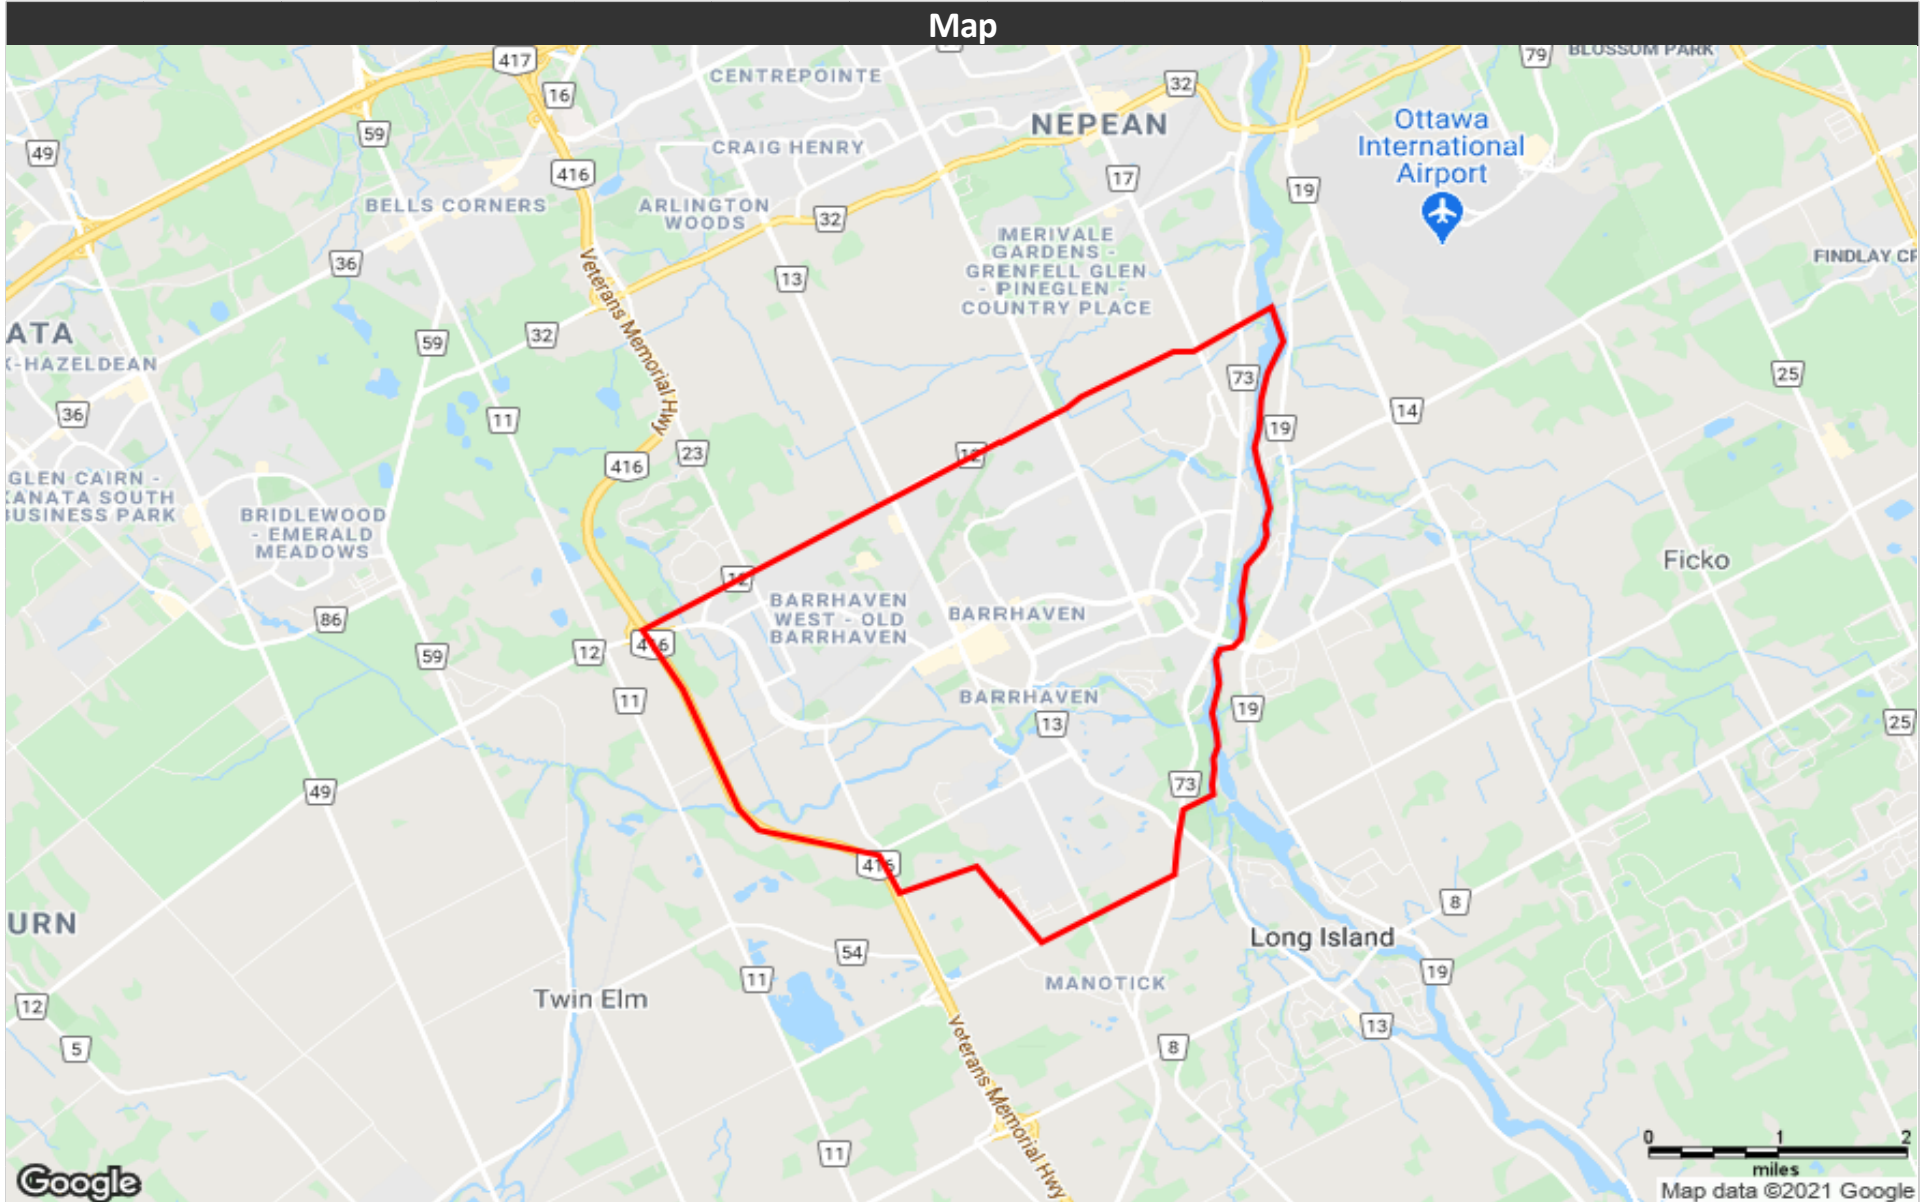 Map
417
16
CENTREPOINTE
32
79
BLOSSOM PARK
59
49
NEPEAN
Ottawa
International
Airport
CRAIG HENRY
416
17
19
BELLS CORNERS
ARLINGTON
WOODS
32
36
Veterans Memorial Hwy
13
MERIVALE
GARDENS -
GRENFELL GLEN
- PINEGLEN -
COUNTRY PLACE
FINDLAY CR
ATA
59
32
K-HAZELDEAN
73
25
36
11
14
19
416
23
12
GLEN CAIRN -
KANATA SOUTH
BUSINESS PARK
BRIDLEWOOD
- EMERALD
MEADOWS
Ficko
12
BARRHAVEN
WEST - OLD
BARRHAVEN
BARRHAVEN
86
416
12
59
11
BARRHAVEN
13
19
25
73
49
416
8
URN
Long Island
54
11
19
MANOTICK
Twin Elm
12
13
5
8
Veterans Memorial Hwy
11
0 1 2
miles
Google
Map data ©2021 Google